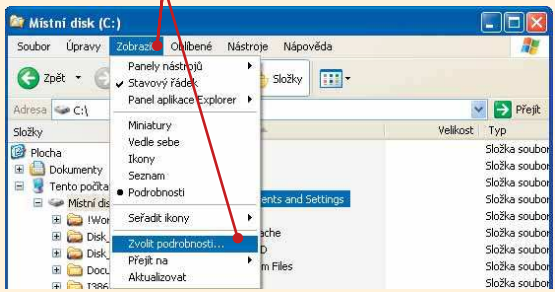 Místní disk (C:)
Soubor Úpravy Zobrazit Oblíbené Nástroje Nápověda
Zpět Složky
Adresa C:\ Přejít
Složky Velikost Typ
Panely nástrojů
Stavový řádek
Panel aplikace Explorer
Miniatury
Vedle sebe
Ikony
Seznam
Podrobnosti
Seřadit ikony
Zvolit podrobnosti...
Přejít na
Aktualizovat
Plocha
Dokumenty
Tento počíta
Místní dis
!Wor
Disk_
Disk_
Docu
I386
ents and Settings
ache
D
m Files
Složka soubor
Složka soubor
Složka soubor
Složka soubor
Složka soubor
Složka soubor
Složka soubor
Složka soubor
Složka soubor